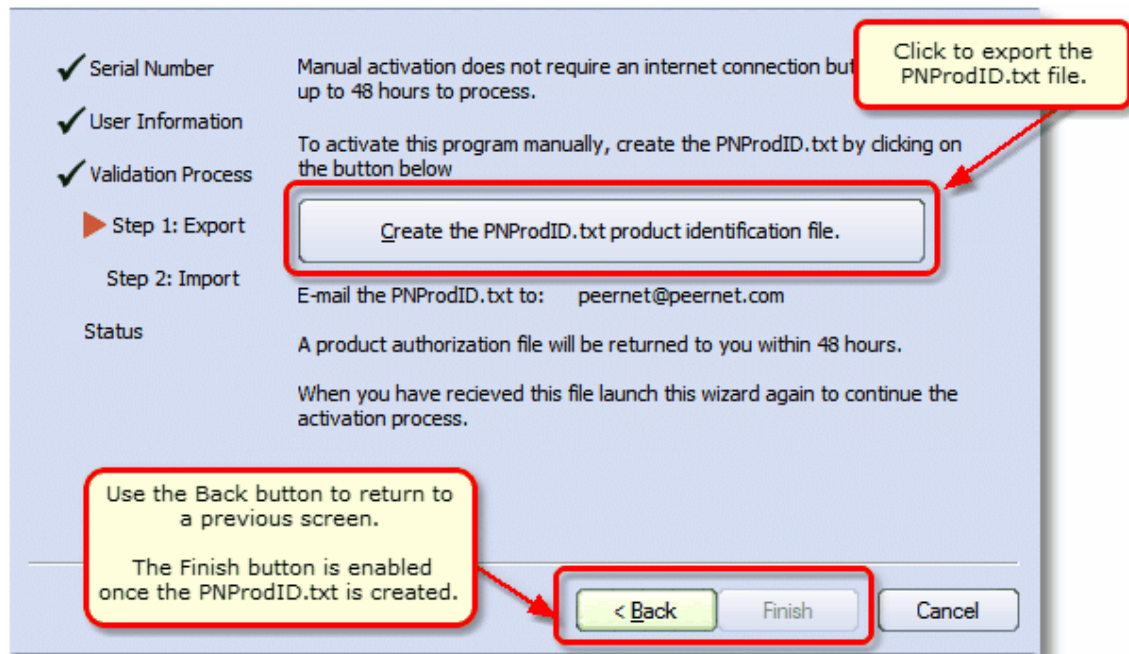 Serial Number
User Information
Validation Process
Step 1: Export
Step 2: Import
Status
Manual activation does not require an internet connection but
up to 48 hours to process.
To activate this program manually, create the PNProdID.txt by clicking on
the button below
Create the PNProdID.txt product identification file.
E-mail the PNProdID.txt to: peernet@peernet.com
A product authorization file will be returned to you within 48 hours.
When you have recieved this file launch this wizard again to continue the
activation process.
Click to export the
PNProdID.txt file.
Use the Back button to return to
a previous screen.
The Finish button is enabled
once the PNProdID.txt is created.
< Back
Finish
Cancel